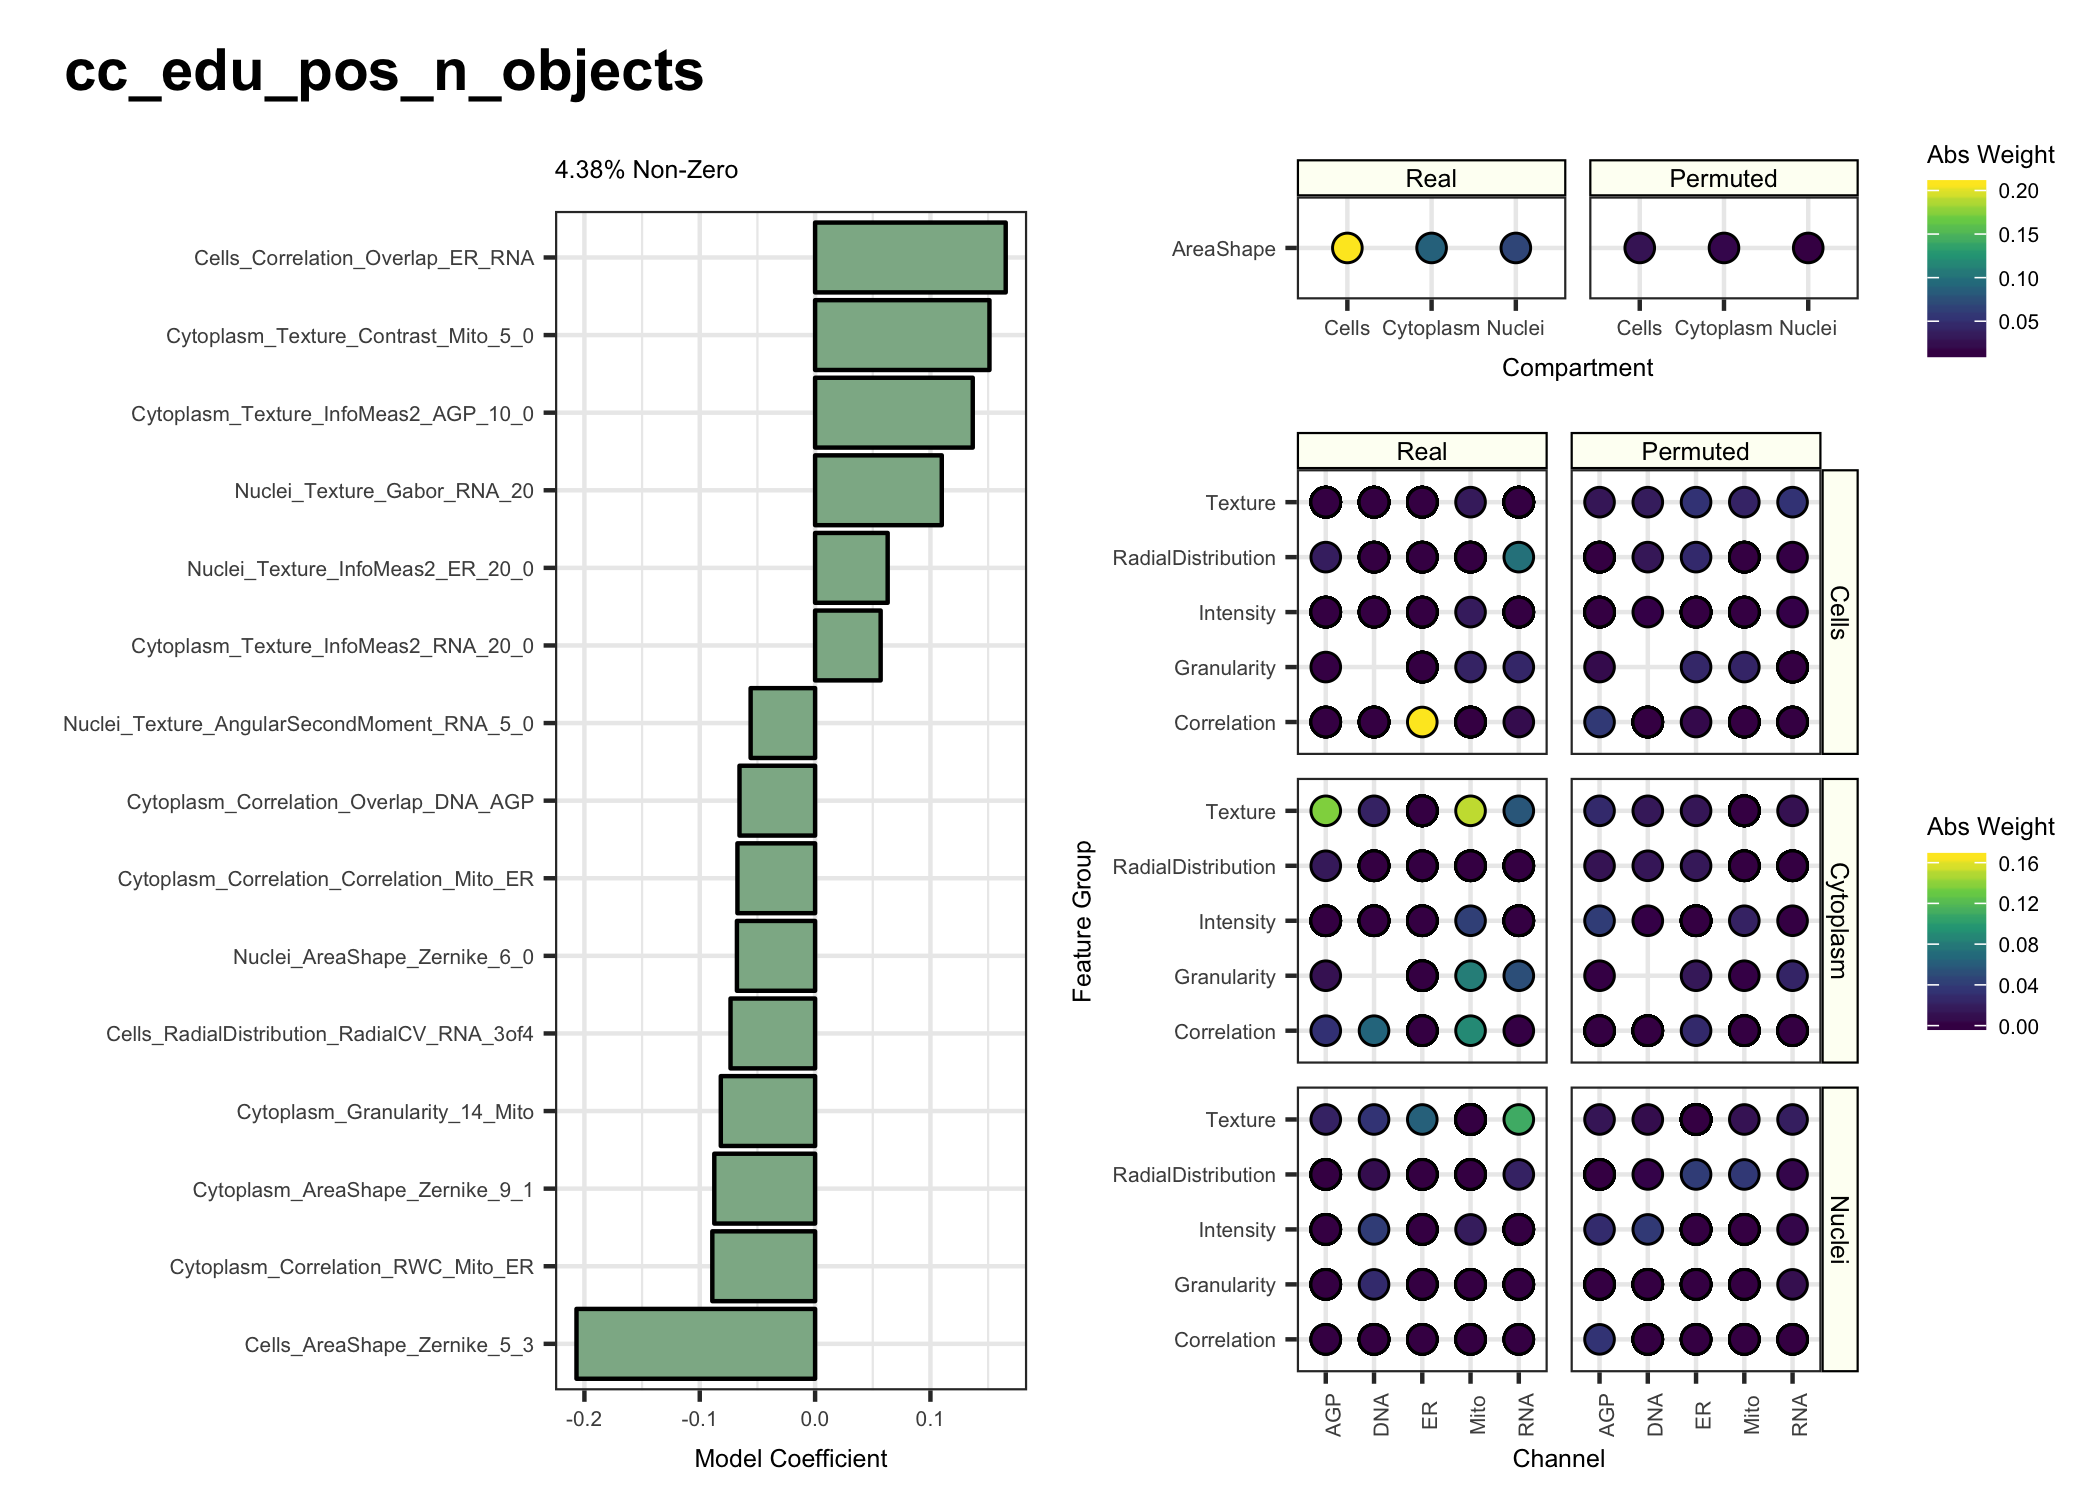 cc_edu_pos_n_objects
4.38% Non-Zero
Cells_Correlation_Overlap_ER_RNA
Cytoplasm_Texture_Contrast_Mito_5_0
Cytoplasm_Texture_InfoMeas2_AGP_10_0
Nuclei_Texture_Gabor_RNA_20
Nuclei_Texture_InfoMeas2_ER_20_0
Cytoplasm_Texture_InfoMeas2_RNA_20_0
Nuclei_Texture_AngularSecondMoment_RNA_5_0
Cytoplasm_Correlation_Overlap_DNA_AGP
Cytoplasm_Correlation_Correlation_Mito_ER
Nuclei_AreaShape_Zernike_6_0
Cells_RadialDistribution_RadialCV_RNA_3of4
Cytoplasm_Granularity_14_Mito
Cytoplasm_AreaShape_Zernike_9_1
Cytoplasm_Correlation_RWC_Mito_ER
Cells_AreaShape_Zernike_5_3
-0.2 -0.1 0.0 0.1
Model Coefficient
Real Permuted
AreaShape
Cells Cytoplasm Nuclei Cells Cytoplasm Nuclei
Compartment
Abs Weight
0.20
0.15
0.10
0.05
Feature Group
Real Permuted
Texture
RadialDistribution
Intensity
Granularity
Correlation
Cells
Texture
RadialDistribution
Intensity
Granularity
Correlation
Cytoplasm
Texture
RadialDistribution
Intensity
Granularity
Correlation
Nuclei
AGP DNA ER Mito RNA AGP DNA ER Mito RNA
Channel
Abs Weight
0.16
0.12
0.08
0.04
0.00